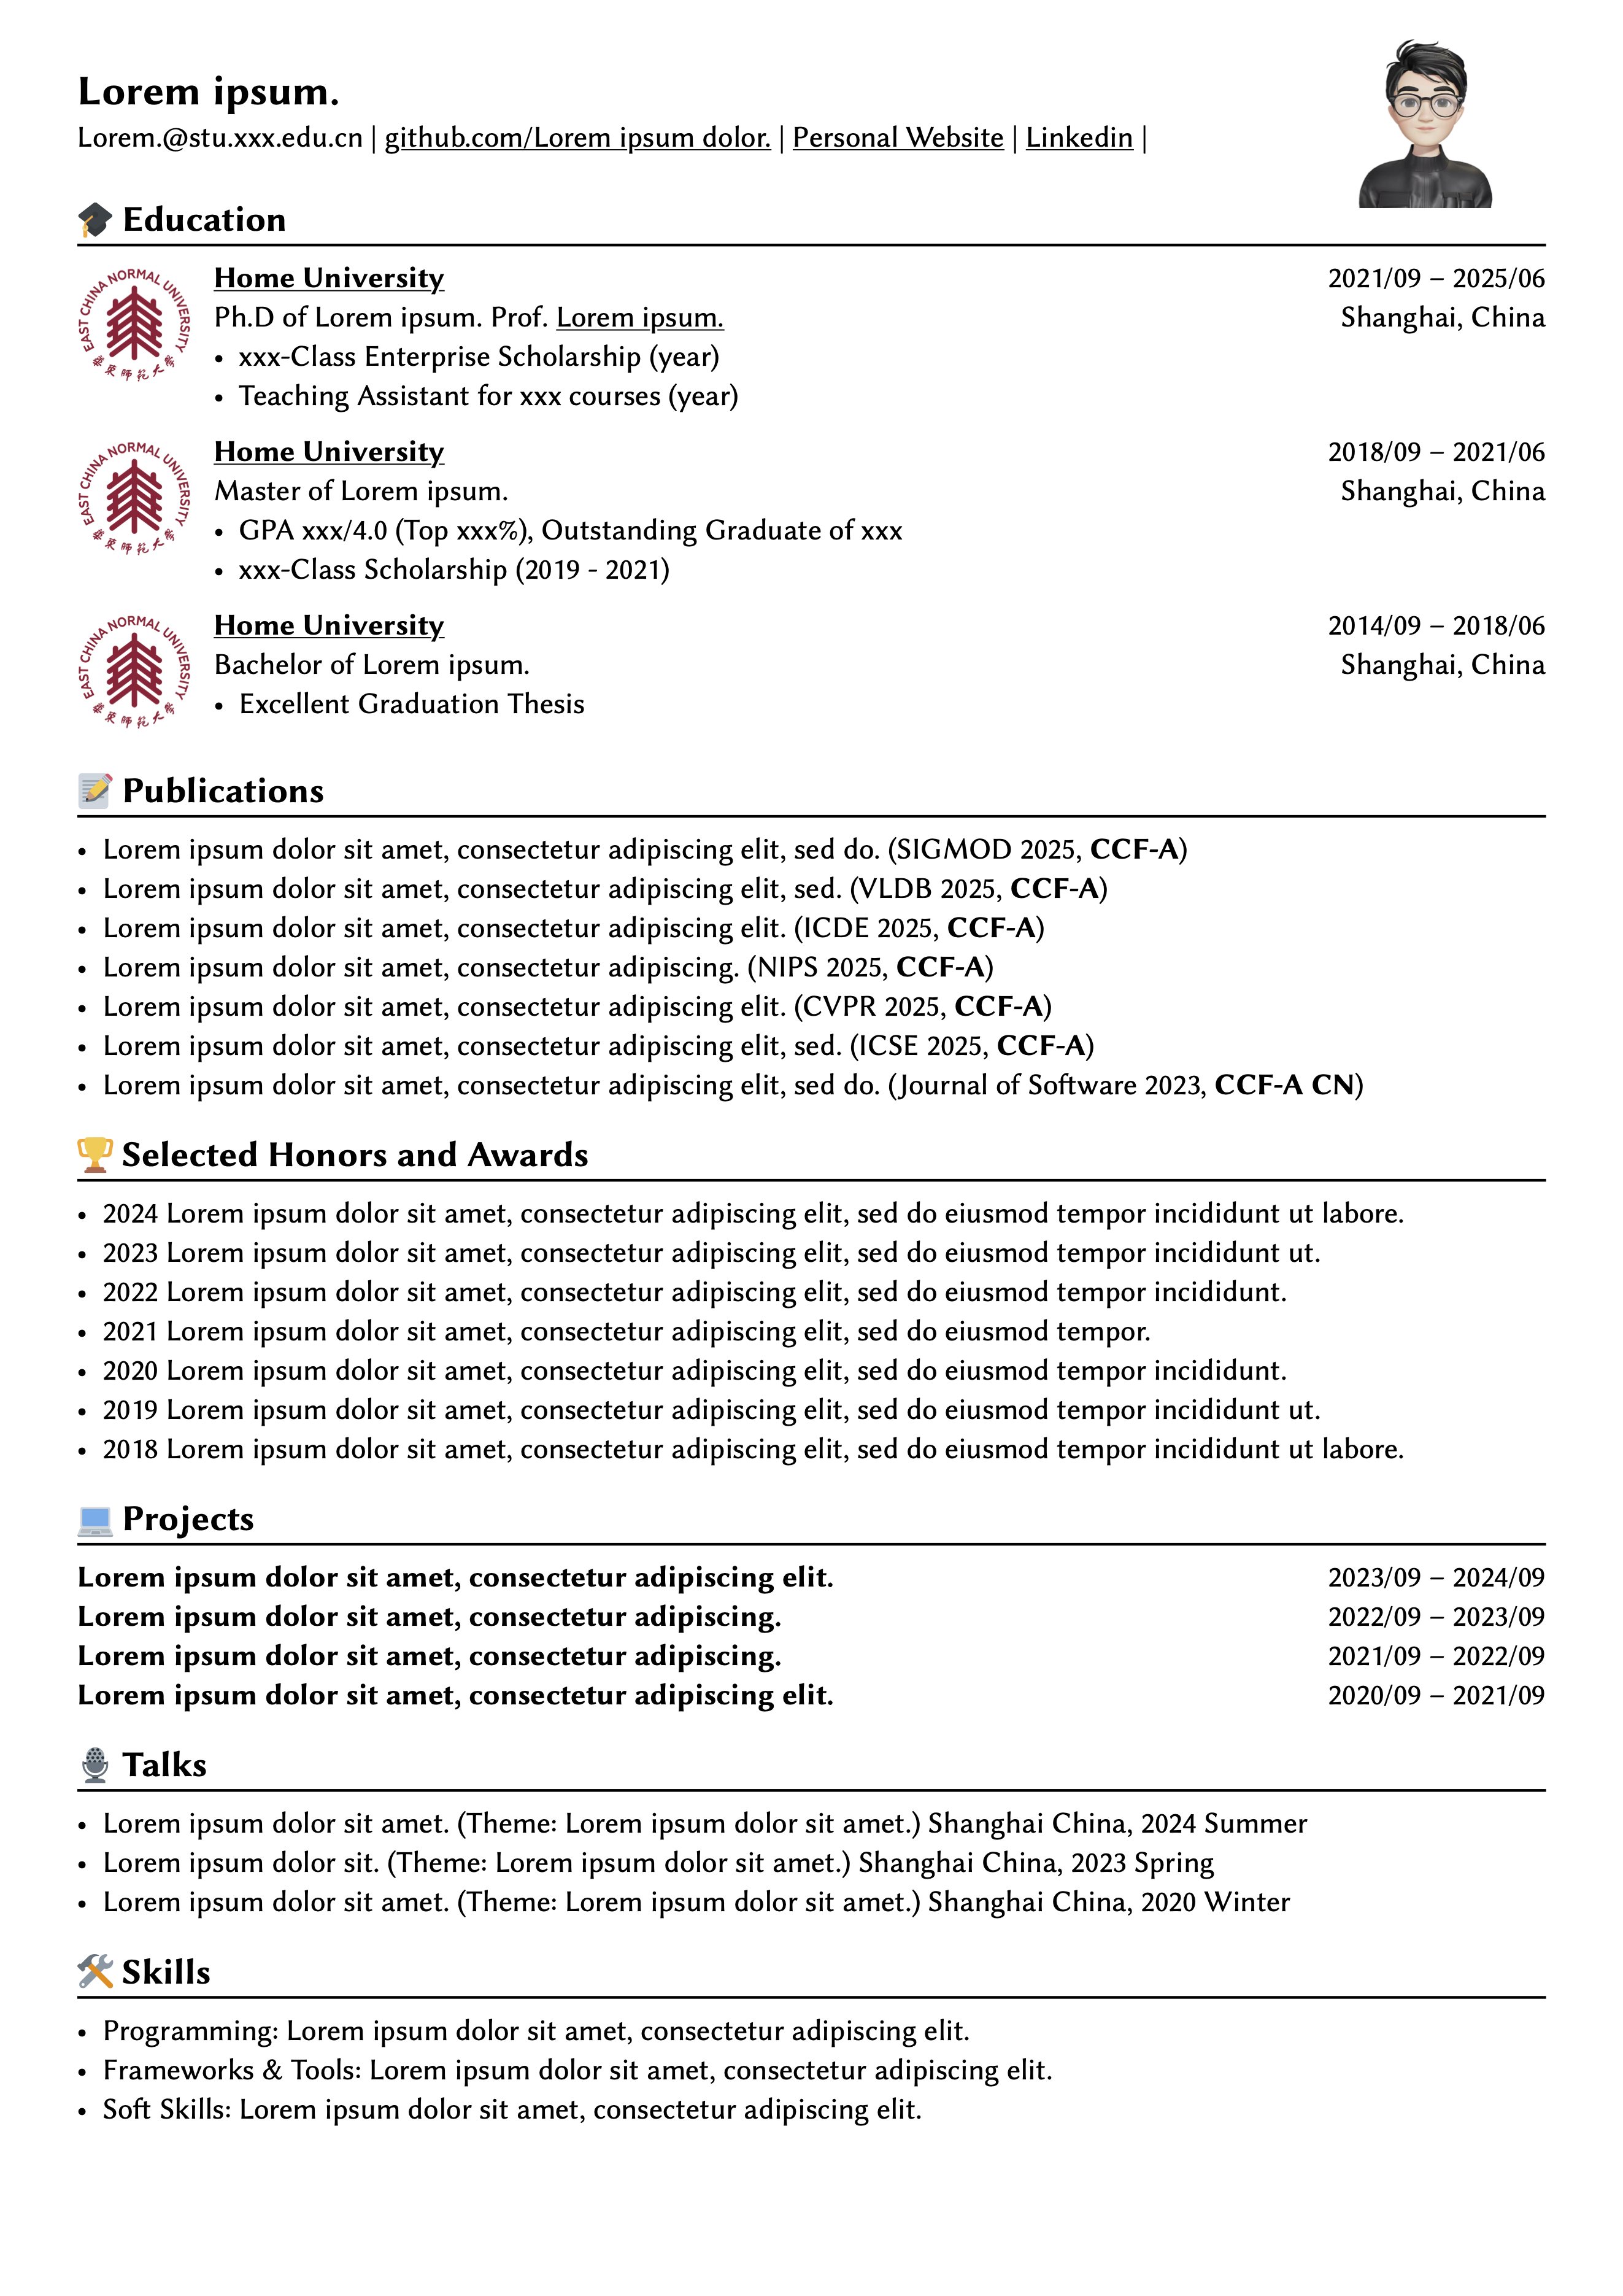 Lorem ipsum.
Lorem.@stu.xxx.edu.cn | github.com/Lorem ipsum dolor. | Personal Website | Linkedin |
Education
EAST CHINA NORMAL UNIVERSITY
華東師範大學
Home University 2021/09 – 2025/06
Ph.D of Lorem ipsum. Prof. Lorem ipsum. Shanghai, China
• xxx-Class Enterprise Scholarship (year)
• Teaching Assistant for xxx courses (year)
EAST CHINA NORMAL UNIVERSITY
華東師範大學
Home University 2018/09 – 2021/06
Master of Lorem ipsum. Shanghai, China
• GPA xxx/4.0 (Top xxx%), Outstanding Graduate of xxx
• xxx-Class Scholarship (2019 - 2021)
EAST CHINA NORMAL UNIVERSITY
華東師範大學
Home University 2014/09 – 2018/06
Bachelor of Lorem ipsum. Shanghai, China
• Excellent Graduation Thesis
Publications
• Lorem ipsum dolor sit amet, consectetur adipiscing elit, sed do. (SIGMOD 2025, CCF-A)
• Lorem ipsum dolor sit amet, consectetur adipiscing elit, sed. (VLDB 2025, CCF-A)
• Lorem ipsum dolor sit amet, consectetur adipiscing elit. (ICDE 2025, CCF-A)
• Lorem ipsum dolor sit amet, consectetur adipiscing. (NIPS 2025, CCF-A)
• Lorem ipsum dolor sit amet, consectetur adipiscing elit. (CVPR 2025, CCF-A)
• Lorem ipsum dolor sit amet, consectetur adipiscing elit, sed. (ICSE 2025, CCF-A)
• Lorem ipsum dolor sit amet, consectetur adipiscing elit, sed do. (Journal of Software 2023, CCF-A CN)
Selected Honors and Awards
• 2024 Lorem ipsum dolor sit amet, consectetur adipiscing elit, sed do eiusmod tempor incididunt ut labore.
• 2023 Lorem ipsum dolor sit amet, consectetur adipiscing elit, sed do eiusmod tempor incididunt ut.
• 2022 Lorem ipsum dolor sit amet, consectetur adipiscing elit, sed do eiusmod tempor incididunt.
• 2021 Lorem ipsum dolor sit amet, consectetur adipiscing elit, sed do eiusmod tempor.
• 2020 Lorem ipsum dolor sit amet, consectetur adipiscing elit, sed do eiusmod tempor incididunt.
• 2019 Lorem ipsum dolor sit amet, consectetur adipiscing elit, sed do eiusmod tempor incididunt ut.
• 2018 Lorem ipsum dolor sit amet, consectetur adipiscing elit, sed do eiusmod tempor incididunt ut labore.
Projects
Lorem ipsum dolor sit amet, consectetur adipiscing elit. 2023/09 – 2024/09
Lorem ipsum dolor sit amet, consectetur adipiscing. 2022/09 – 2023/09
Lorem ipsum dolor sit amet, consectetur adipiscing. 2021/09 – 2022/09
Lorem ipsum dolor sit amet, consectetur adipiscing elit. 2020/09 – 2021/09
Talks
• Lorem ipsum dolor sit amet. (Theme: Lorem ipsum dolor sit amet.) Shanghai China, 2024 Summer
• Lorem ipsum dolor sit. (Theme: Lorem ipsum dolor sit amet.) Shanghai China, 2023 Spring
• Lorem ipsum dolor sit amet. (Theme: Lorem ipsum dolor sit amet.) Shanghai China, 2020 Winter
Skills
• Programming: Lorem ipsum dolor sit amet, consectetur adipiscing elit.
• Frameworks & Tools: Lorem ipsum dolor sit amet, consectetur adipiscing elit.
• Soft Skills: Lorem ipsum dolor sit amet, consectetur adipiscing elit.